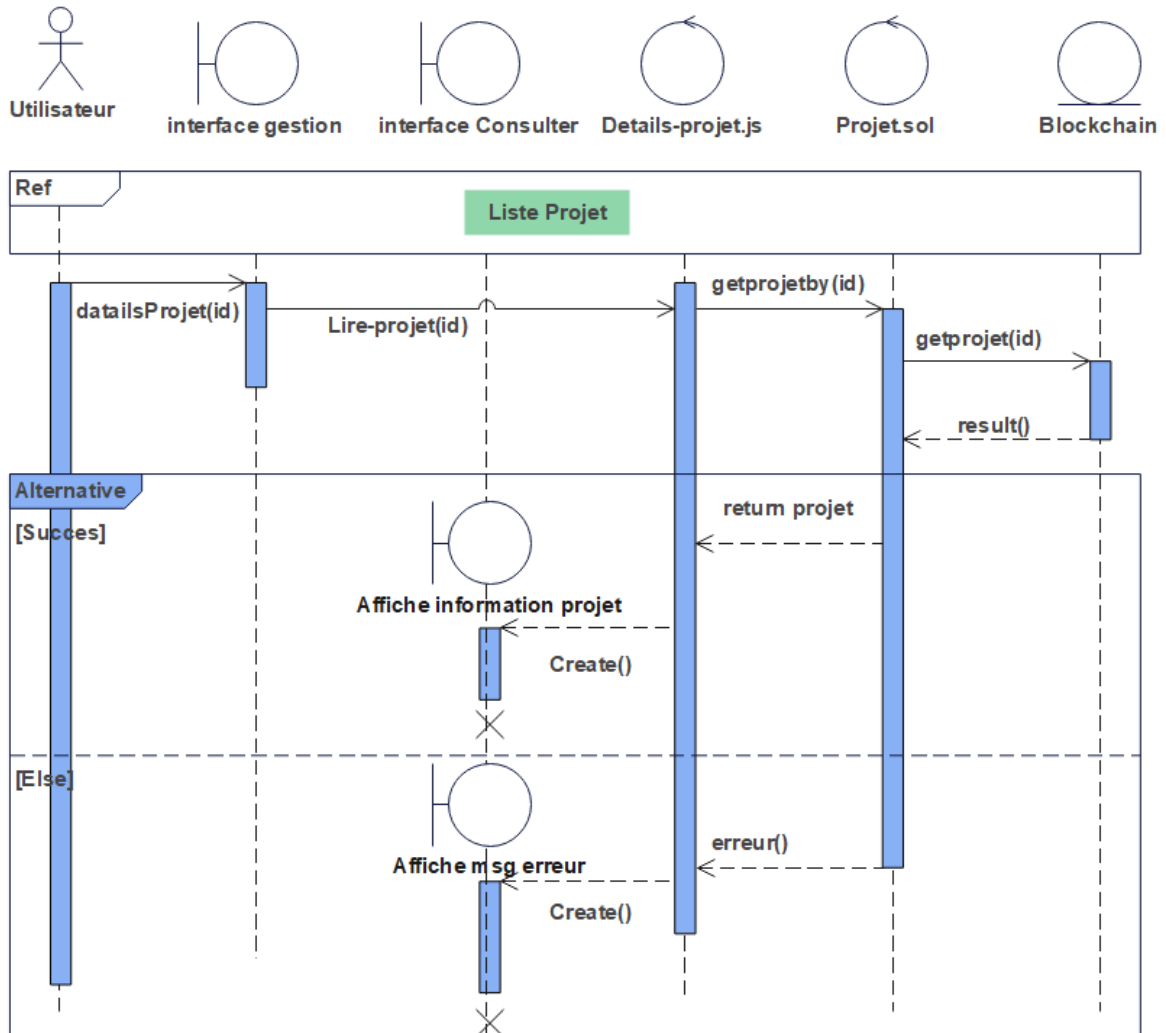 Utilisateur
interface gestion
interface Consulter
Details-projet.js
Projet.sol
Blockchain
Ref
Liste Projet
datailsProjet(id)
Lire-projet(id)
getprojetby(id)
getprojet(id)
result()
Alternative
[Succes]
return projet
Affiche information projet
Create()
[Else]
erreur()
Affiche msg erreur
Create()